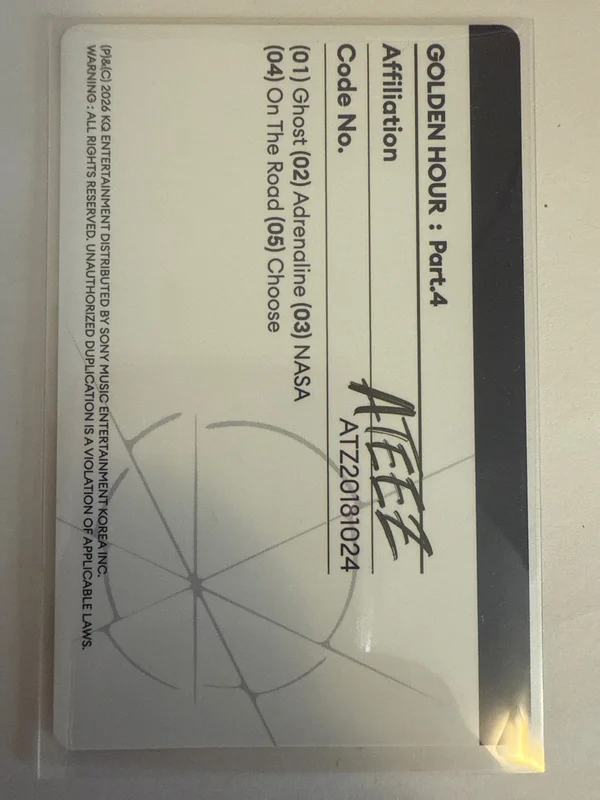 GOLDEN HOUR : Part.4
Affiliation ATEEZ
Code No. ATZ20181024
(01) Ghost (02) Adrenaline (03) NASA
(04) On The Road (05) Choose
(P)&(C) 2026 KQ ENTERTAINMENT DISTRIBUTED BY SONY MUSIC ENTERTAINMENT KOREA INC.
WARNING : ALL RIGHTS RESERVED. UNAUTHORIZED DUPLICATION IS A VIOLATION OF APPLICABLE LAWS.